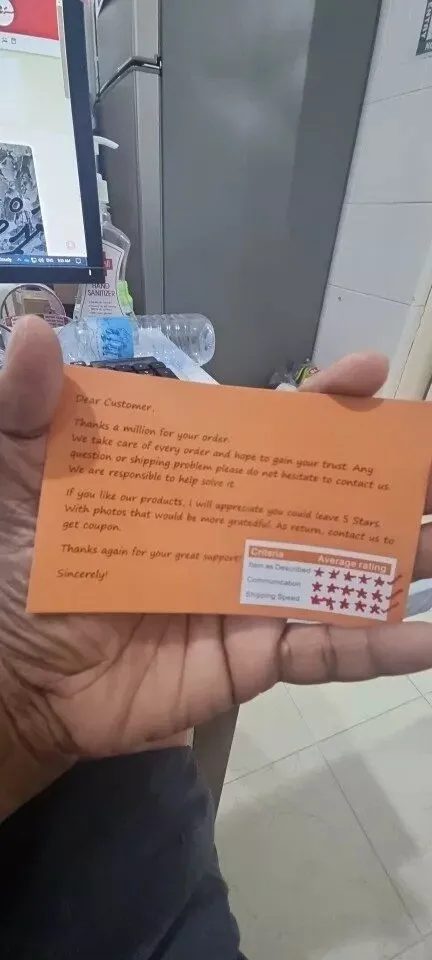 ENTRY
NO
HAND
SANITIZER
Dear Customer,
Thanks a million for your order.
We take care of every order and hope to gain your trust. Any
question or shipping problem please do not hesitate to contact us.
We are responsible to help solve it.
If you like our products, i will appreciate you could leave 5 Stars
With photos that would be more grateful. As return, contact us to
get coupon.
Thanks again for your great support!
Sincerely!
Criteria Average rating
Item as Described
Communication
Shipping Speed